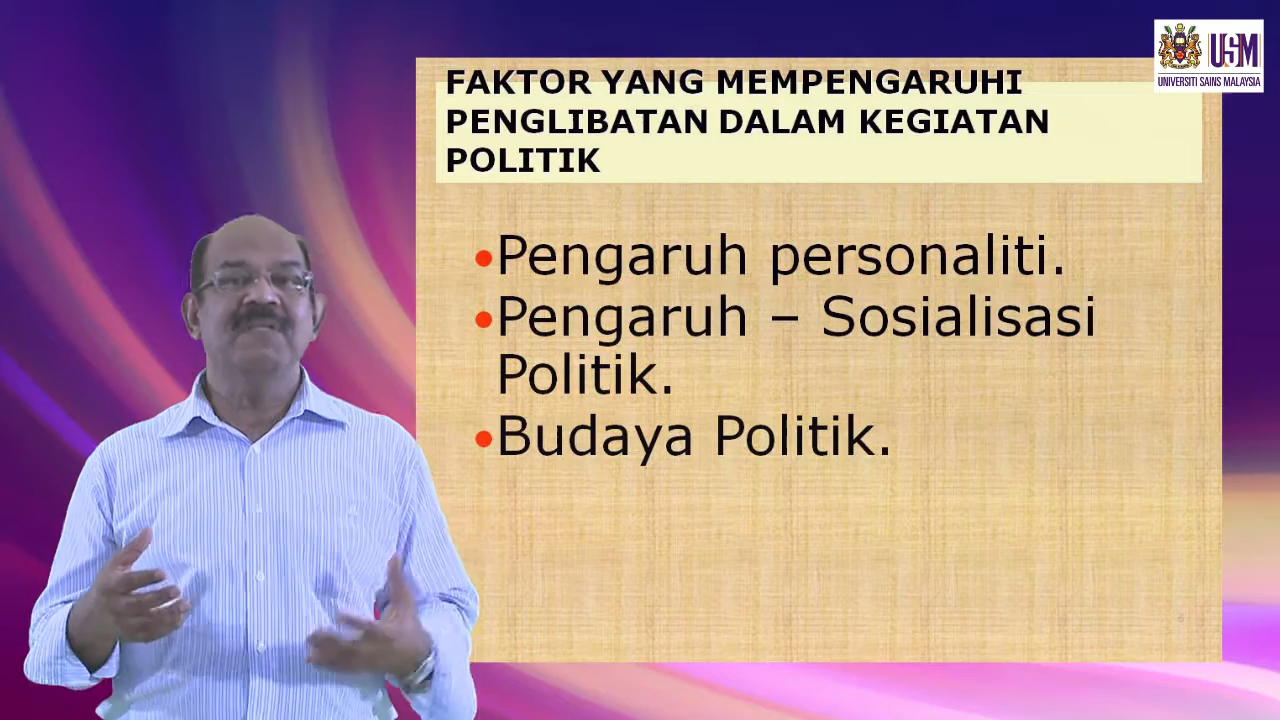 USM
UNIVERSITI SAINS MALAYSIA
FAKTOR YANG MEMPENGARUHI
PENGLIBATAN DALAM KEGIATAN
POLITIK
•Pengaruh personaliti.
•Pengaruh – Sosialisasi
Politik.
•Budaya Politik.